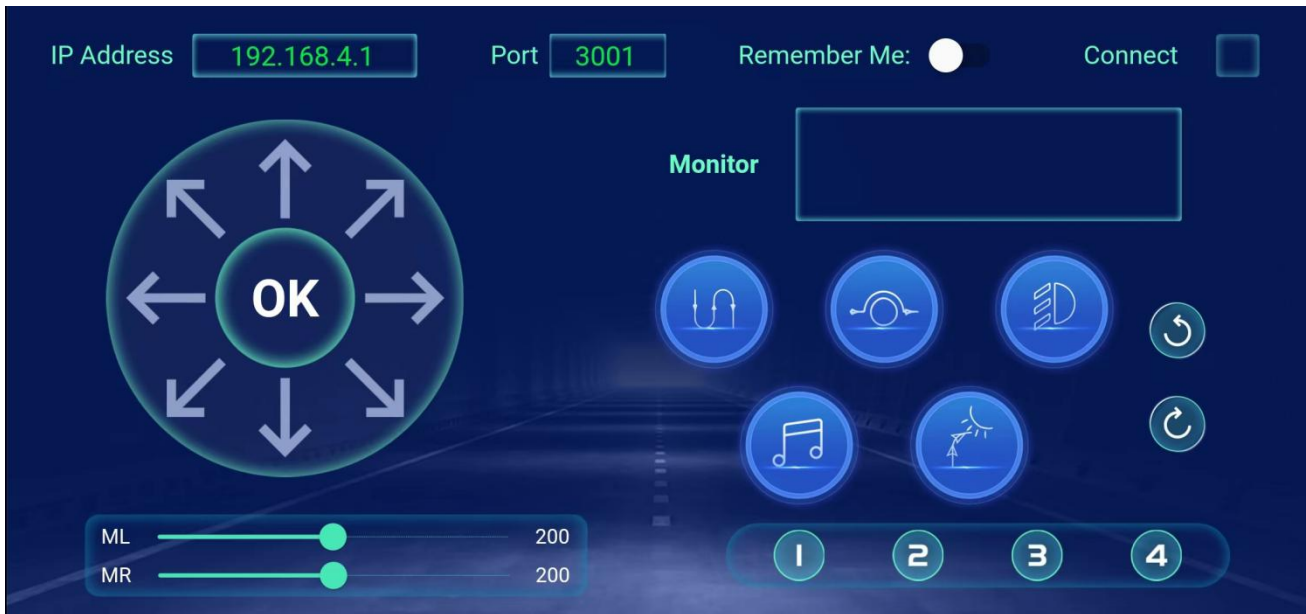 IP Address 192.168.4.1 Port 3001 Remember Me: Connect
Monitor
OK
ML 200
MR 200
1 2 3 4